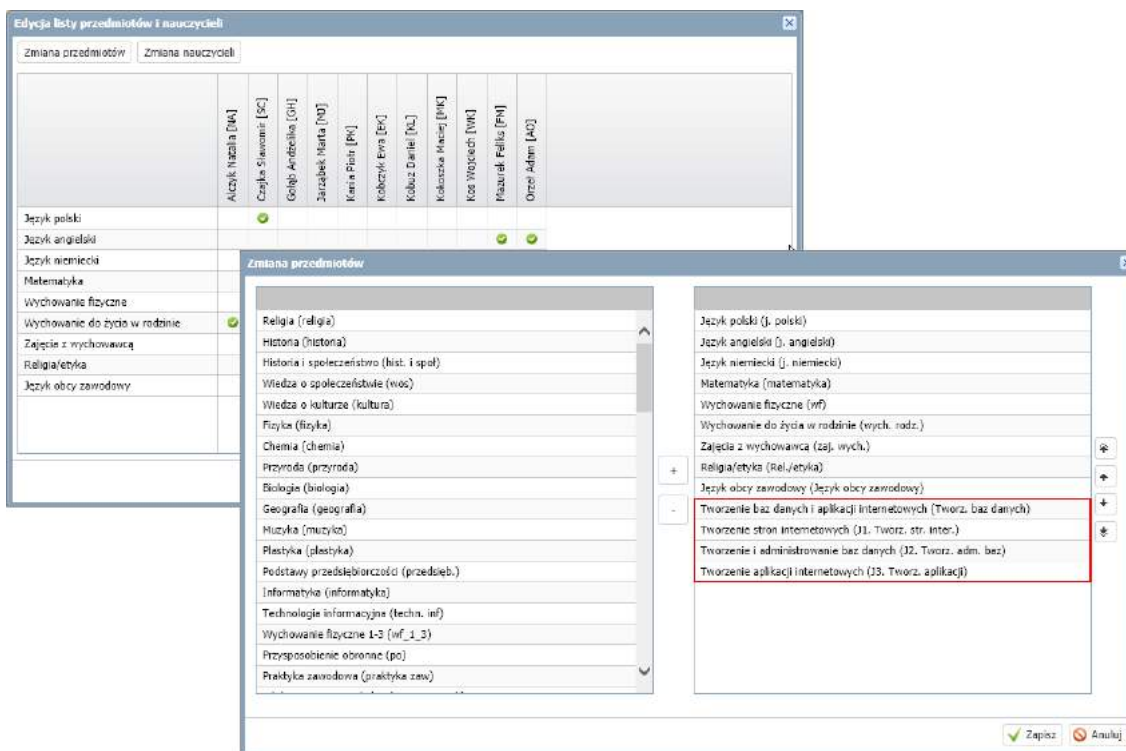 Edycja listy przedmiotów i nauczycieli
Zmiana przedmiotów
Zmiana nauczycieli
Alczyk Natalia [NA]
Czajka Sławomir [SC]
Gołąb Andżelika [GH]
Jarząbek Marta [MJ]
Kania Piotr [PK]
Kobczyk Ewa [EK]
Kobuz Daniel [KL]
Kokoszka Maciej [MK]
Kos Wojciech [WK]
Mazurek Feliks [FM]
Orzeł Adam [AO]
Język polski
Język angielski
Język niemiecki
Matematyka
Wychowanie fizyczne
Wychowanie do życia w rodzinie
Zajęcia z wychowawcą
Religia/etyka
Język obcy zawodowy
Zmiana przedmiotów
Religia (religia)
Historia (historia)
Historia i społeczeństwo (hist. i społ)
Wiedza o społeczeństwie (wos)
Wiedza o kulturze (kultura)
Fizyka (fizyka)
Chemia (chemia)
Przyroda (przyroda)
Biologia (biologia)
Geografia (geografia)
Muzyka (muzyka)
Plastyka (plastyka)
Podstawy przedsiębiorczości (przedsięb.)
Informatyka (informatyka)
Technologie informacyjne (techn. inf)
Wychowanie fizyczne 1-3 (wf_1_3)
Przysposobienie obronne (po)
Praktyka zawodowa (praktyka zaw)
+
-
Język polski (j. polski)
Język angielski (j. angielski)
Język niemiecki (j. niemiecki)
Matematyka (matematyka)
Wychowanie fizyczne (wf)
Wychowanie do życia w rodzinie (wych. rodz.)
Zajęcia z wychowawcą (zaj. wych.)
Religia/etyka (Rel./etyka)
Język obcy zawodowy (Język obcy zawodowy)
Tworzenie baz danych i aplikacji internetowych (Tworz. baz danych)
Tworzenie stron internetowych (J1. Tworz. str. inter.)
Tworzenie i administrowanie baz danych (J2. Tworz. adm. baz)
Tworzenie aplikacji internetowych (J3. Tworz. aplikacji)
Zapisz
Anuluj